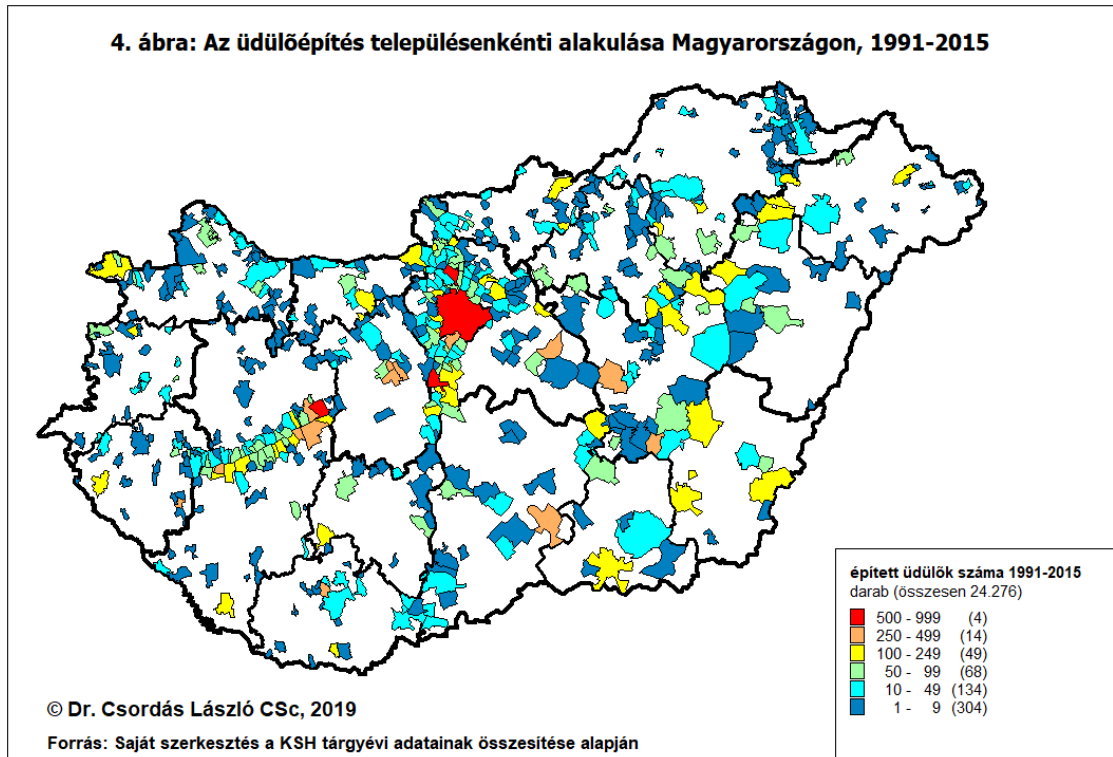 4. ábra: Az üdülőépítés településenkénti alakulása Magyarországon, 1991-2015
épített üdülők száma 1991-2015
darab (összesen 24.276)
500 - 999 (4)
250 - 499 (14)
100 - 249 (49)
50 - 99 (68)
10 - 49 (134)
1 - 9 (304)
© Dr. Csordás László CSc, 2019
Forrás: Saját szerkesztés a KSH tárgyévi adatainak összesítése alapján